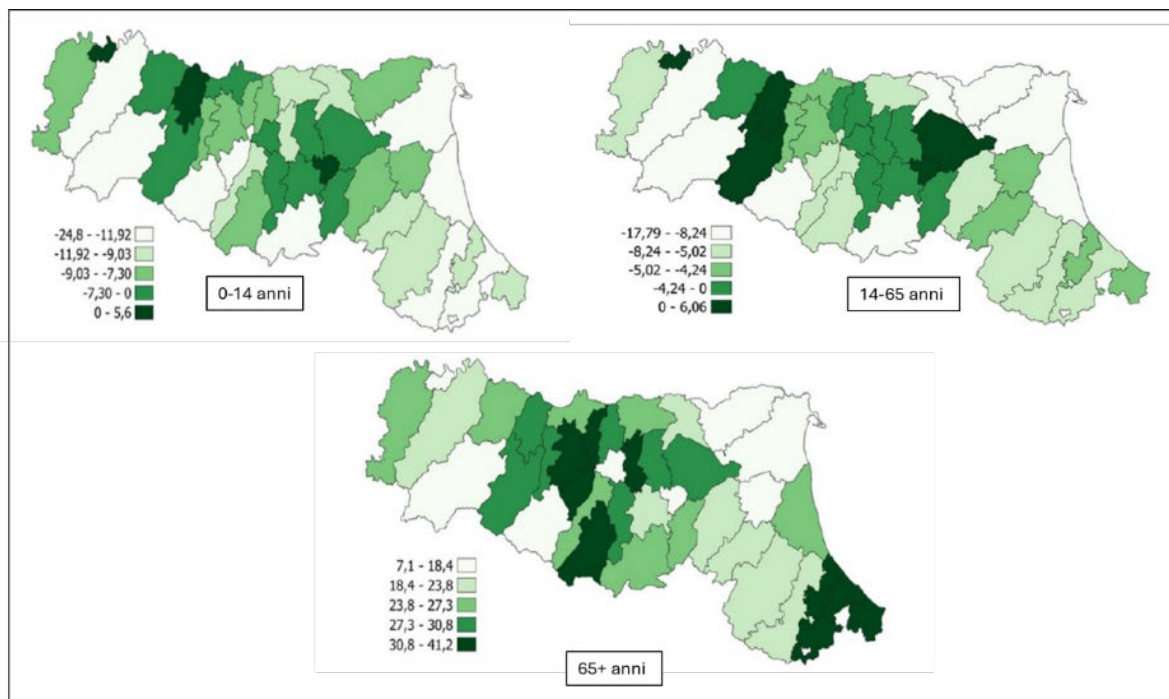 -24,8 - -11,92
-11,92 - -9,03
-9,03 - -7,30
-7,30 - 0
0 - 5,6
0-14 anni
-17,79 - -8,24
-8,24 - -5,02
-5,02 - -4,24
-4,24 - 0
0 - 6,06
14-65 anni
7,1 - 18,4
18,4 - 23,8
23,8 - 27,3
27,3 - 30,8
30,8 - 41,2
65+ anni